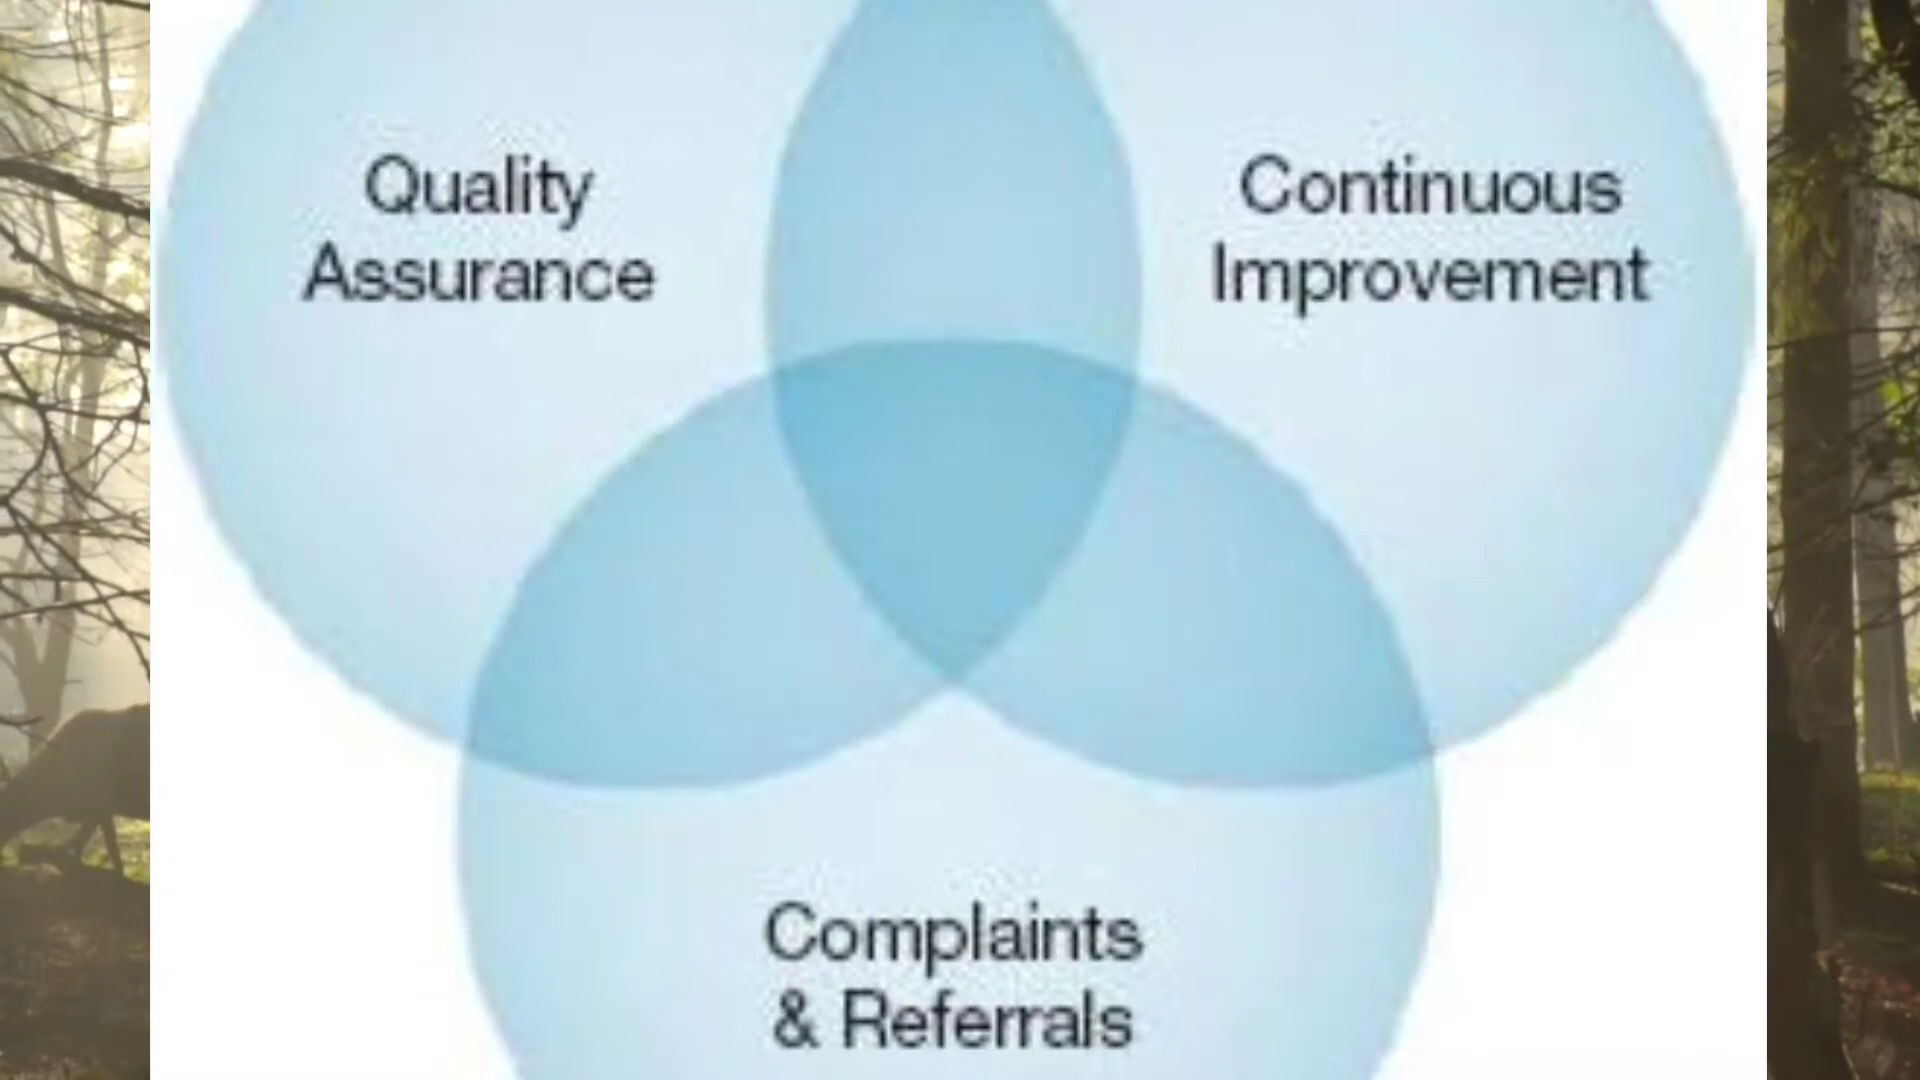 Quality
Assurance
Continuous
Improvement
Complaints
& Referrals